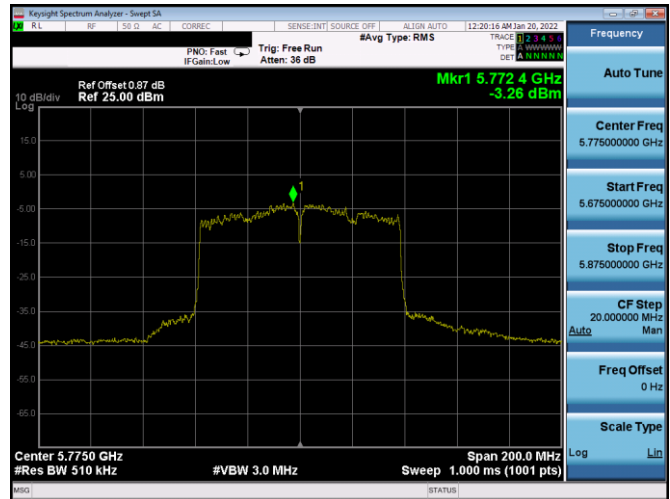 Keysight Spectrum Analyzer - Swept SA
RL RF 50 Ω AC CORREC SENSE:INT SOURCE OFF ALIGN AUTO 12:20:16 AM Jan 20, 2022
#Avg Type: RMS
TRACE 1 2 3 4 5 6
PNO: Fast Trig: Free Run TYPE A WWWWW
IFGain:Low Atten: 36 dB DET A N N N N N
Mkr1 5.772 4 GHz
-3.26 dBm
Ref Offset 0.87 dB
10 dB/div Ref 25.00 dBm
Log
15.0
5.00
1
-5.00
-15.0
-25.0
-35.0
-45.0
-55.0
-65.0
Center 5.7750 GHz Span 200.0 MHz
#Res BW 510 kHz #VBW 3.0 MHz Sweep 1.000 ms (1001 pts)
MSG STATUS
Frequency
Auto Tune
Center Freq
5.775000000 GHz
Start Freq
5.675000000 GHz
Stop Freq
5.875000000 GHz
CF Step
20.000000 MHz
Auto Man
Freq Offset
0 Hz
Scale Type
Log Lin